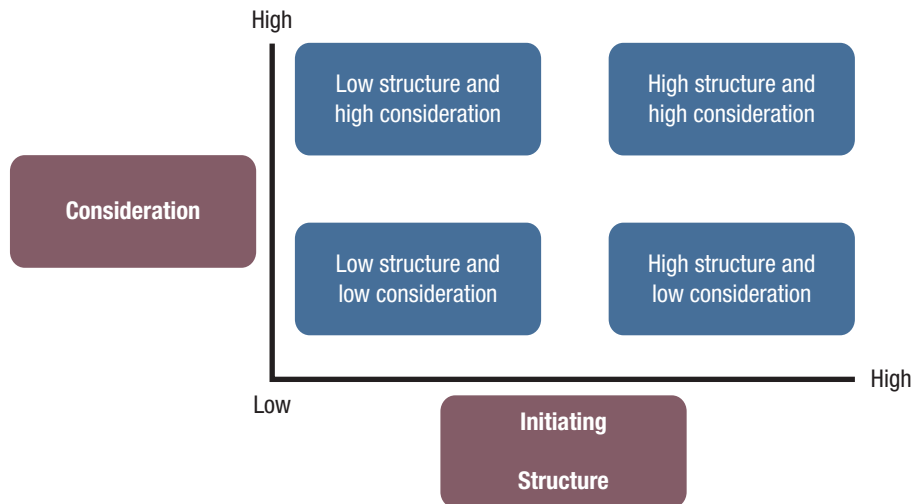 High
Low structure and
high consideration
High structure and
high consideration
Consideration
Low structure and
low consideration
High structure and
low consideration
High
Low
Initiating
Structure